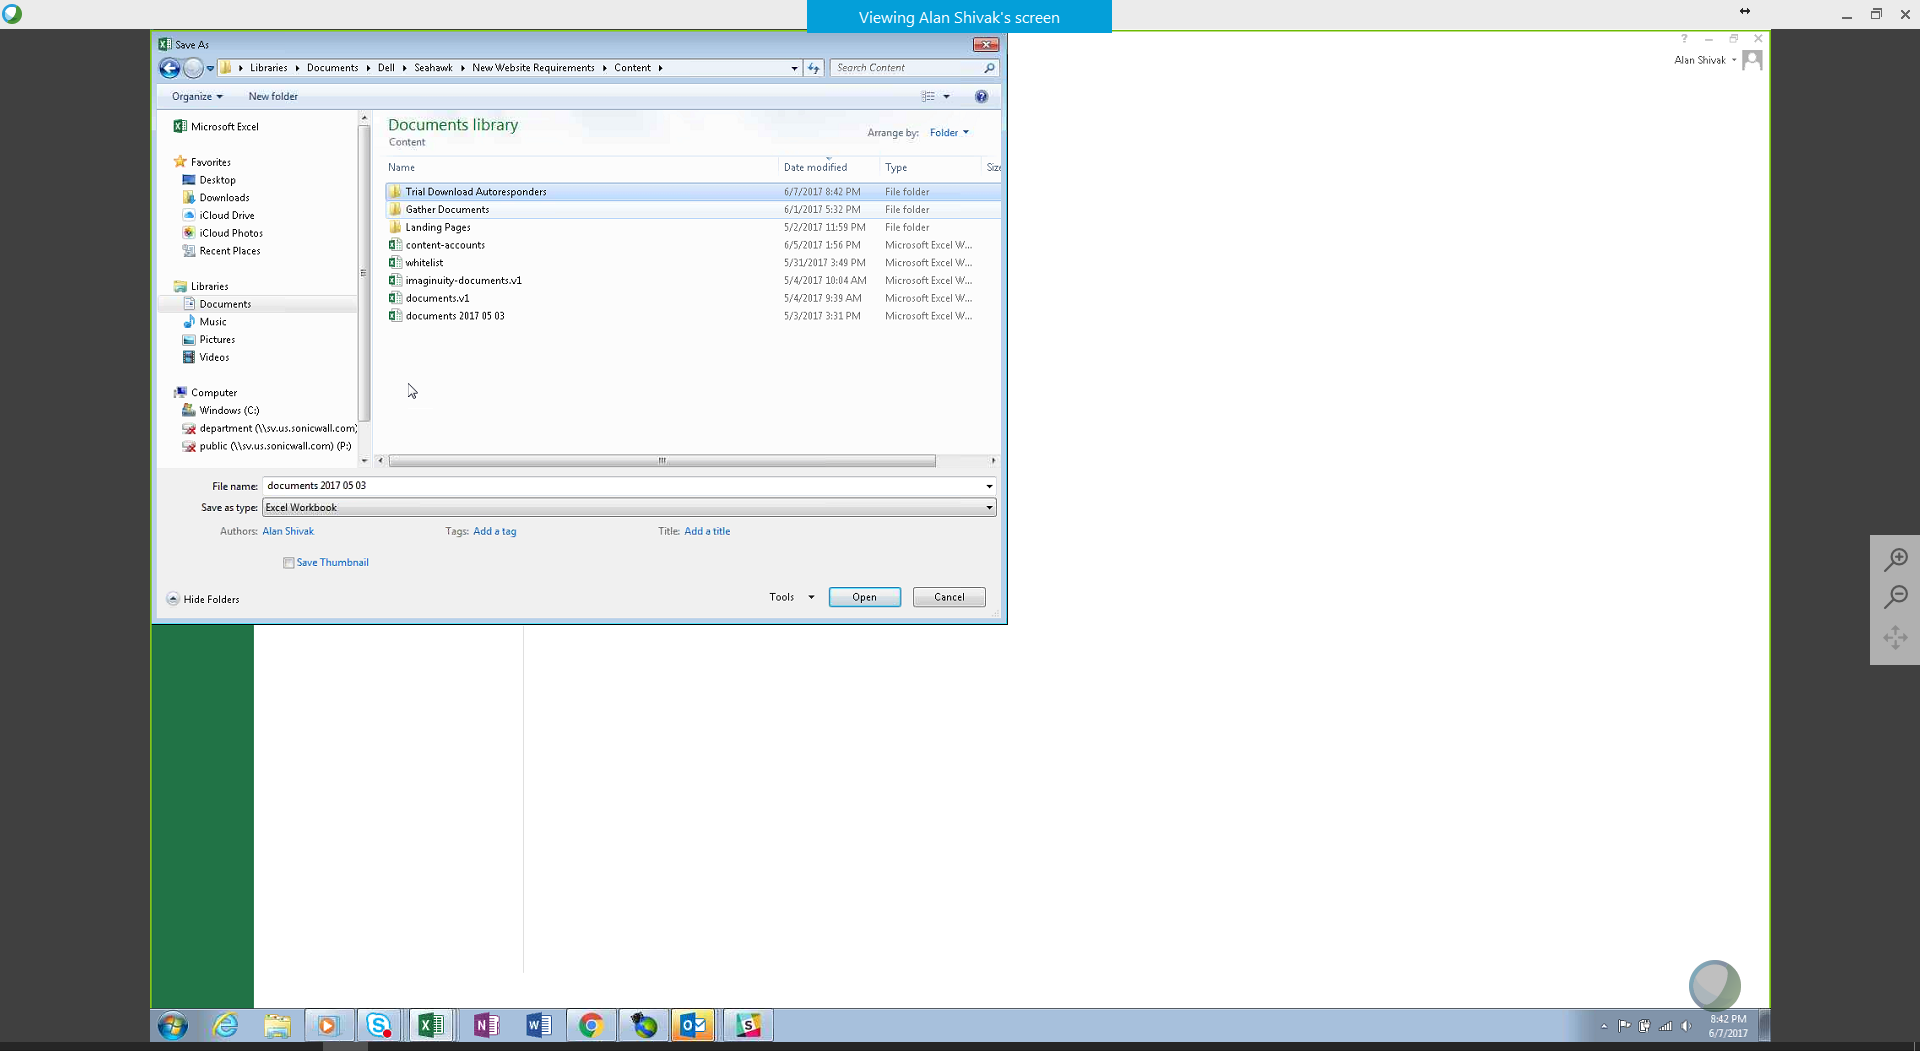 Viewing Alan Shivak's screen
Save As
Alan Shivak
Libraries Documents Dell Seahawk New Website Requirements Content
Search Content
Organize New folder
Microsoft Excel
Favorites
Desktop
Downloads
iCloud Drive
iCloud Photos
Recent Places
Libraries
Documents
Music
Pictures
Videos
Computer
Windows (C:)
department (\\sv.us.sonicwall.com)
public (\\sv.us.sonicwall.com) (P:)
Documents library
Content
Arrange by: Folder
Name Date modified Type Size
Trial Download Autoresponders 6/7/2017 8:42 PM File folder
Gather Documents 6/1/2017 5:32 PM File folder
Landing Pages 5/2/2017 11:59 PM File folder
content-accounts 6/5/2017 1:56 PM Microsoft Excel W...
whitelist 5/31/2017 3:49 PM Microsoft Excel W...
imaginuity-documents.v1 5/4/2017 10:04 AM Microsoft Excel W...
documents.v1 5/4/2017 9:39 AM Microsoft Excel W...
documents 2017 05 03 5/3/2017 3:31 PM Microsoft Excel W...
File name: documents 2017 05 03
Save as type: Excel Workbook
Authors: Alan Shivak Tags: Add a tag Title: Add a title
Save Thumbnail
Hide Folders
Tools Open Cancel
8:42 PM
6/7/2017